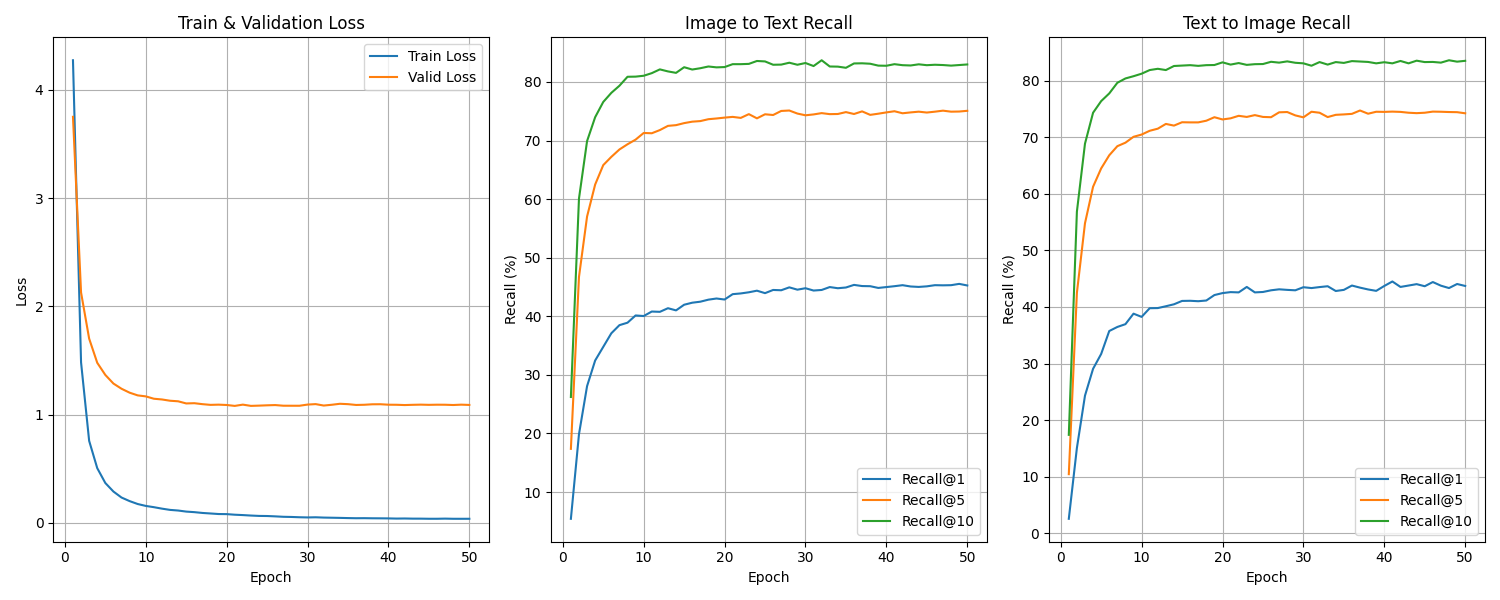 Train & Validation Loss
Train Loss
Valid Loss
4
3
2
1
0
Loss
0 10 20 30 40 50
Epoch
Image to Text Recall
80
70
60
50
40
30
20
10
Recall (%)
Recall@1
Recall@5
Recall@10
0 10 20 30 40 50
Epoch
Text to Image Recall
80
70
60
50
40
30
20
10
0
Recall (%)
Recall@1
Recall@5
Recall@10
0 10 20 30 40 50
Epoch